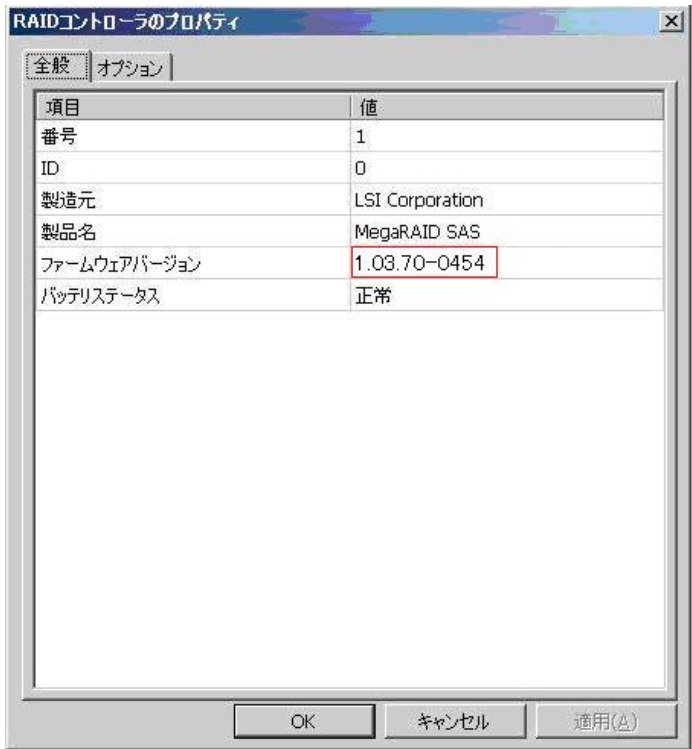 RAIDコントローラのプロパティ
全般 オプション
項目 値
番号 1
ID 0
製造元 LSI Corporation
製品名 MegaRAID SAS
ファームウェアバージョン 1.03.70-0454
バッテリステータス 正常
OK キャンセル 適用(A)